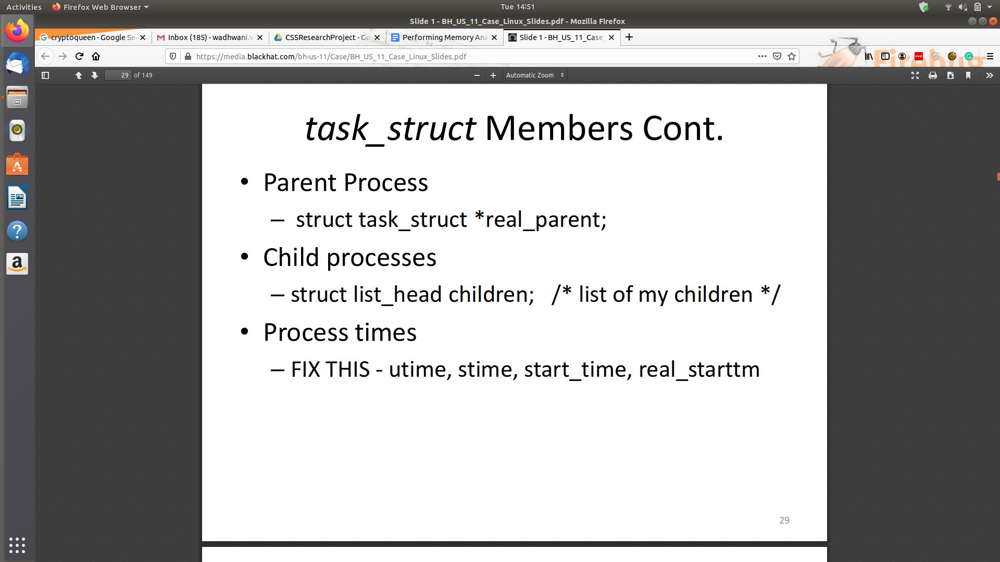 Activities
Firefox Web Browser
Tue 14:51
Slide 1 - BH_US_11_Case_Linux_Slides.pdf - Mozilla Firefox
cryptoqueen - Google Se
Inbox (185) - wadhwani.v
CSSResearchProject - Go
Performing Memory Ana
Slide 1 - BH_US_11_Case_
https://media.blackhat.com/bh-us-11/Case/BH_US_11_Case_Linux_Slides.pdf
Firebug
29 of 149
Automatic Zoom
task_struct Members Cont.
• Parent Process
– struct task_struct *real_parent;
• Child processes
– struct list_head children; /* list of my children */
• Process times
– FIX THIS - utime, stime, start_time, real_starttm
29